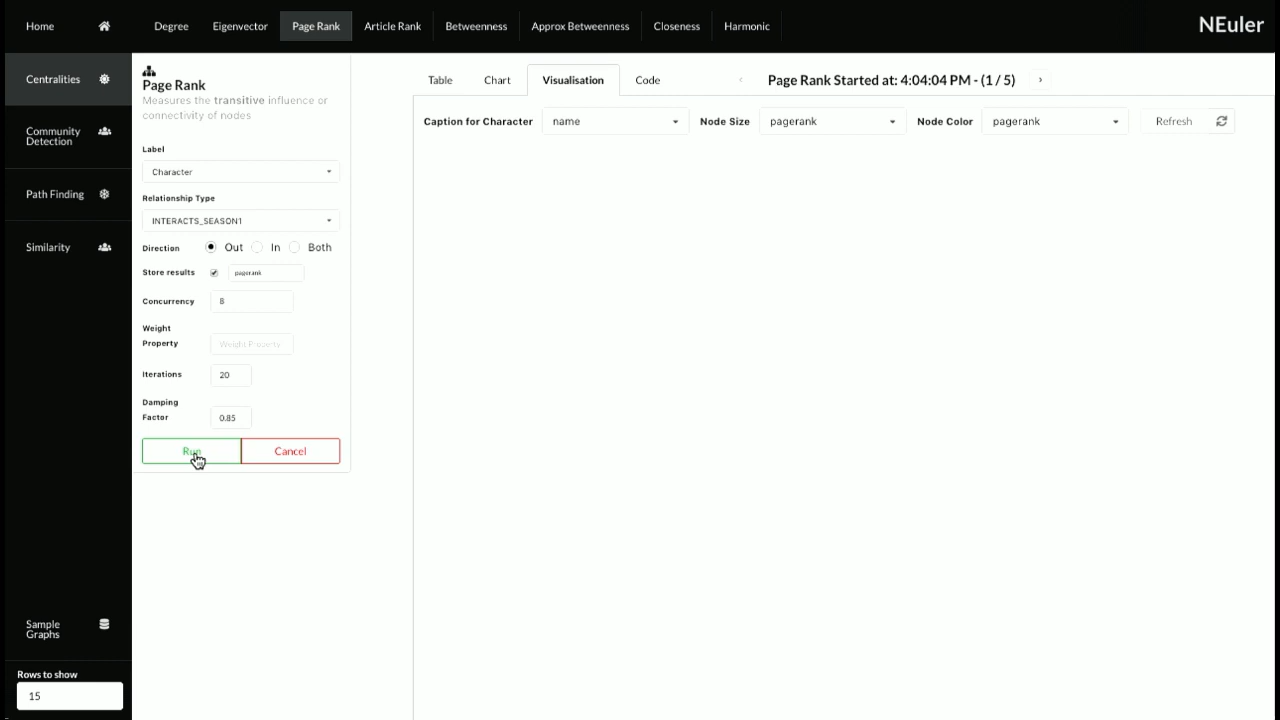 Home
Degree
Eigenvector
Page Rank
Article Rank
Betweenness
Approx Betweenness
Closeness
Harmonic
NEuler
Centralities
Community
Detection
Path Finding
Similarity
Sample
Graphs
Rows to show
15
Page Rank
Measures the transitive influence or
connectivity of nodes
Label
Character
Relationship Type
INTERACTS_SEASON1
Direction Out In Both
Store results pagerank
Concurrency 8
Weight
Property Weight Property
Iterations 20
Damping
Factor 0.85
Run Cancel
Table Chart Visualisation Code
‹ Page Rank Started at: 4:04:04 PM - (1 / 5) ›
Caption for Character name Node Size pagerank Node Color pagerank Refresh